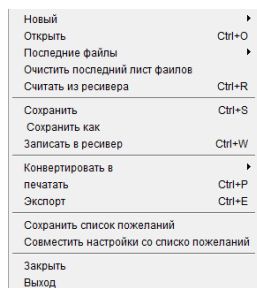 Новый
Открыть Ctrl+O
Последние файлы
Очистить последний лист фаилов
Считать из ресивера Ctrl+R
Сохранить Ctrl+S
Сохранить как
Записать в ресивер Ctrl+W
Конвертировать в
печатать Ctrl+P
Экспорт Ctrl+E
Сохранить список пожеланий
Совместить настройки со списко пожеланий
Закрыть
Выход